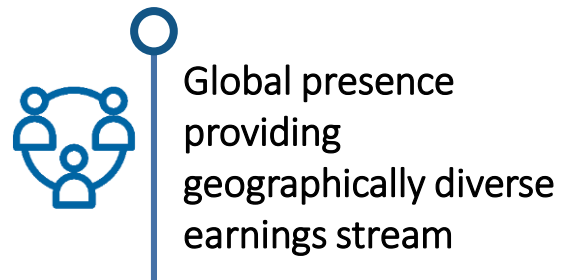 Global presence
providing
geographically diverse
earnings stream